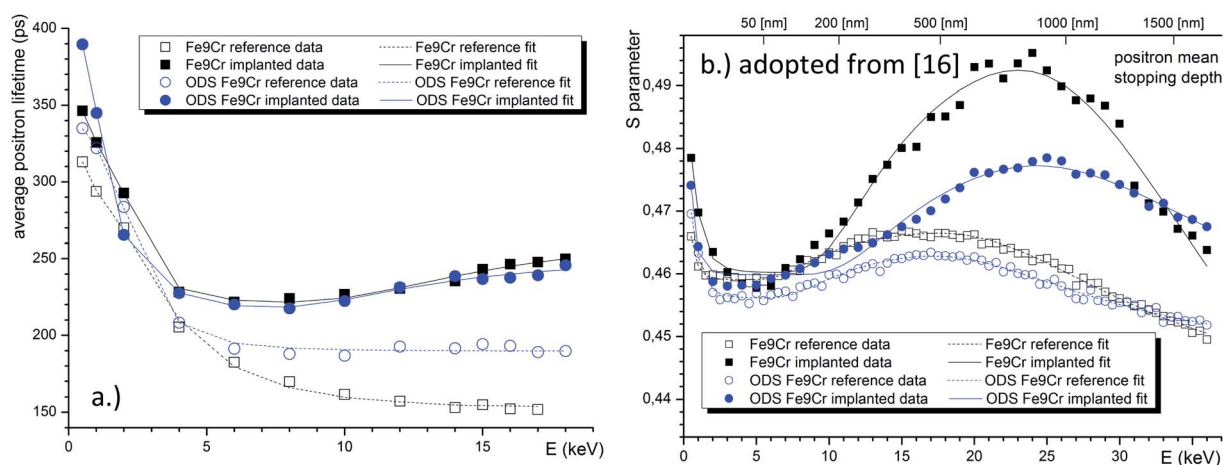 400
350
300
250
200
150
average positron lifetime (ps)
Fe9Cr reference data
Fe9Cr implanted data
ODS Fe9Cr reference data
ODS Fe9Cr implanted data
Fe9Cr reference fit
Fe9Cr implanted fit
ODS Fe9Cr reference fit
ODS Fe9Cr implanted fit
a.)
0 5 10 15
E (keV)
50 [nm] 200 [nm] 500 [nm] 1000 [nm] 1500 [nm]
b.) adopted from [16]
positron mean
stopping depth
S parameter
0,49
0,48
0,47
0,46
0,45
0,44
Fe9Cr reference data
Fe9Cr implanted data
ODS Fe9Cr reference data
ODS Fe9Cr implanted data
Fe9Cr reference fit
Fe9Cr implanted fit
ODS Fe9Cr reference fit
ODS Fe9Cr implanted fit
0 5 10 15 20 25 30
E (keV)